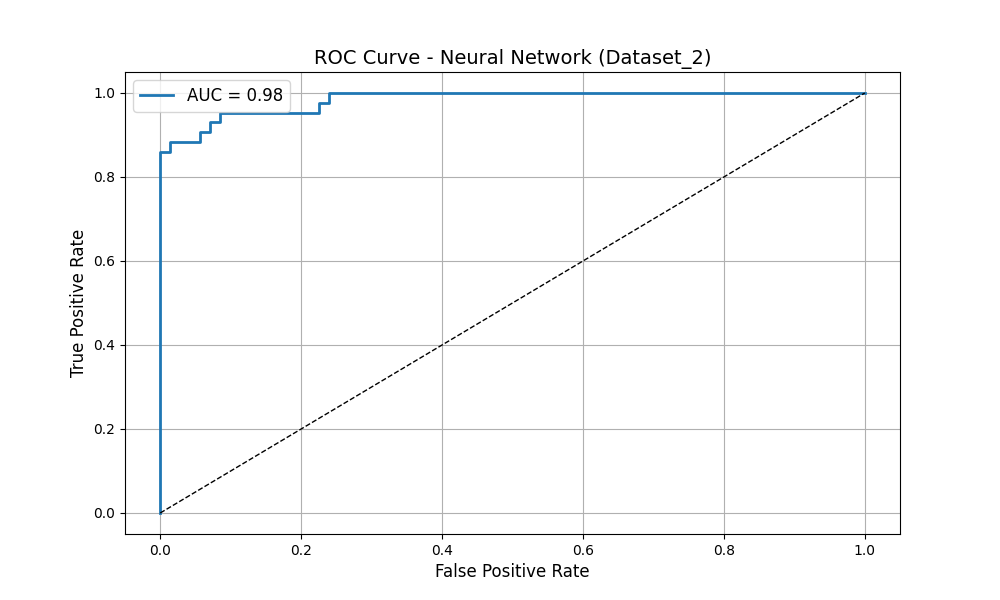 ROC Curve - Neural Network (Dataset_2)
AUC = 0.98
True Positive Rate
1.0
0.8
0.6
0.4
0.2
0.0
0.0 0.2 0.4 0.6 0.8 1.0
False Positive Rate